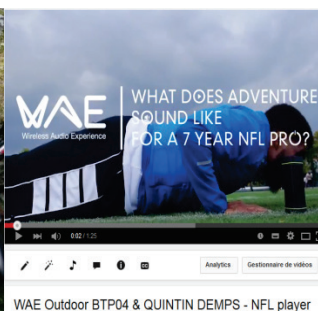 WAE
Wireless Audio Experience
WHAT DOES ADVENTURE
SOUND LIKE
FOR A 7 YEAR NFL PRO?
0:02 / 1:25
Analytics
Gestionnaire de vidéos
WAE Outdoor BTP04 & QUINTIN DEMPS - NFL player